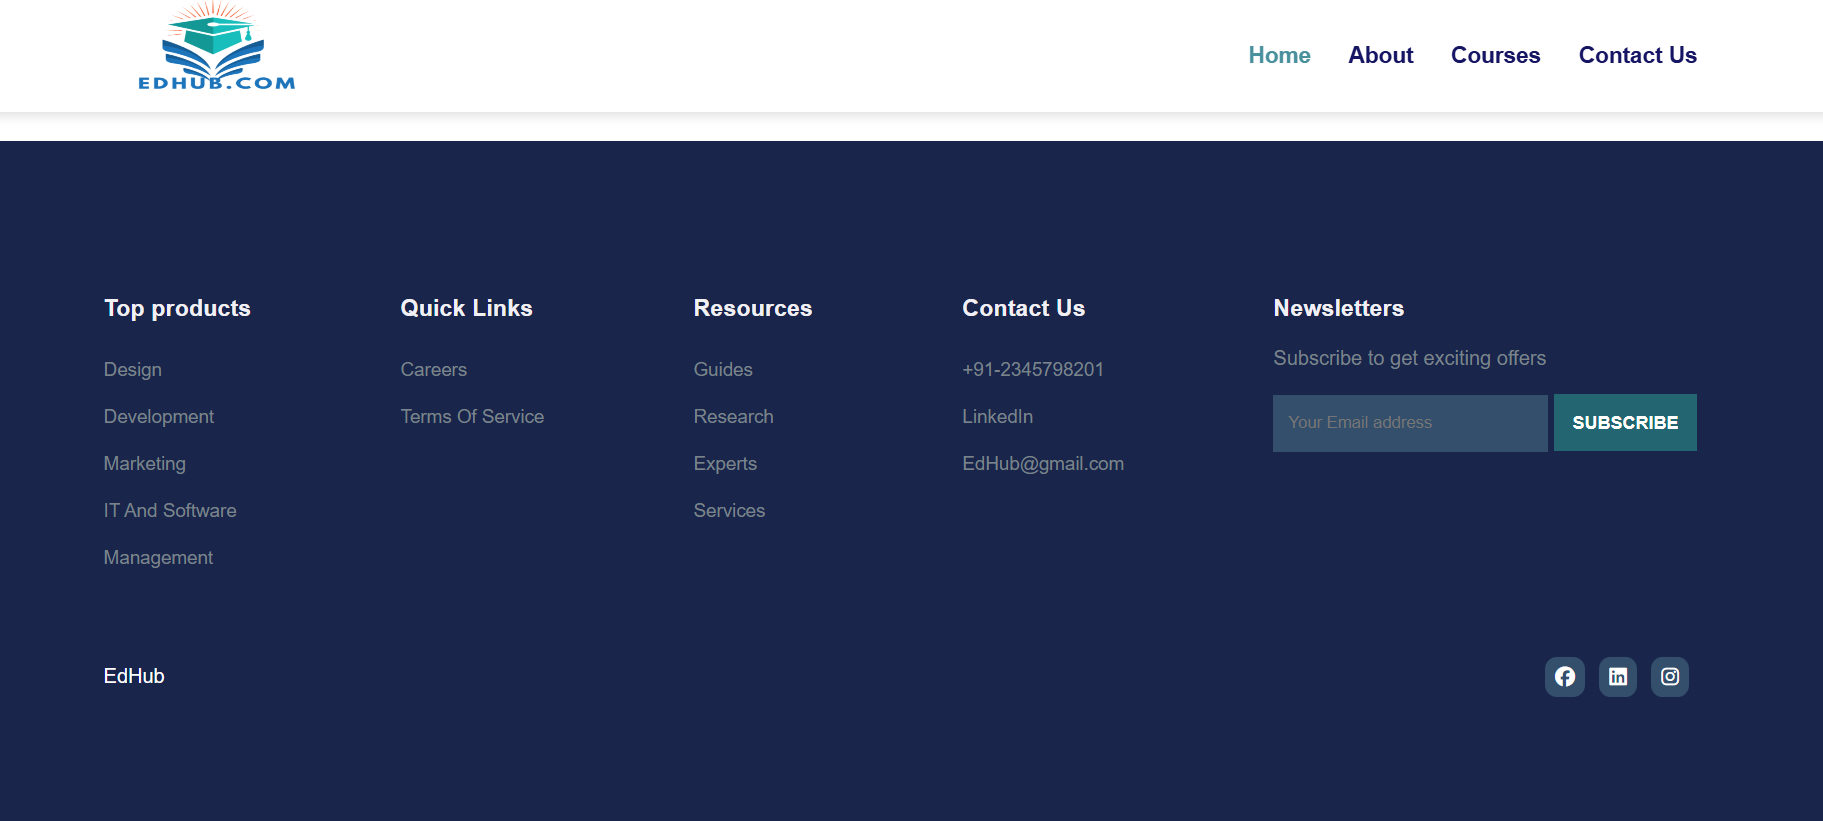 EDHUB.COM
Home About Courses Contact Us
Top products
Design
Development
Marketing
IT And Software
Management
Quick Links
Careers
Terms Of Service
Resources
Guides
Research
Experts
Services
Contact Us
+91-2345798201
LinkedIn
EdHub@gmail.com
Newsletters
Subscribe to get exciting offers
Your Email address
SUBSCRIBE
EdHub